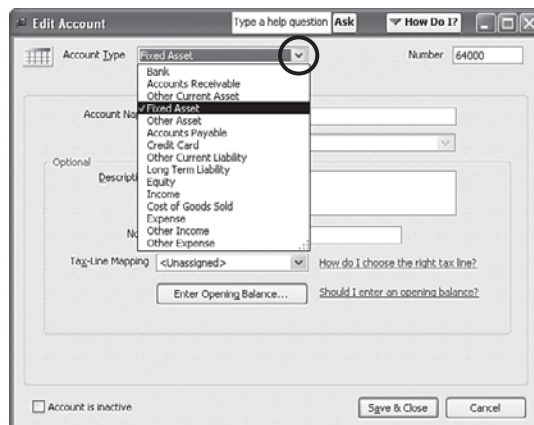 Edit Account
Type a help question Ask
How Do I?
Account Type Fixed Asset
Number 64000
Bank
Accounts Receivable
Other Current Asset
Fixed Asset
Other Asset
Accounts Payable
Credit Card
Other Current Liability
Long Term Liability
Equity
Income
Cost of Goods Sold
Expense
Other Income
Other Expense
Account
Optional
Tax-Line Mapping <Unassigned>
How do I choose the right tax line?
Enter Opening Balance...
Should I enter an opening balance?
Account is inactive
Save & Close
Cancel